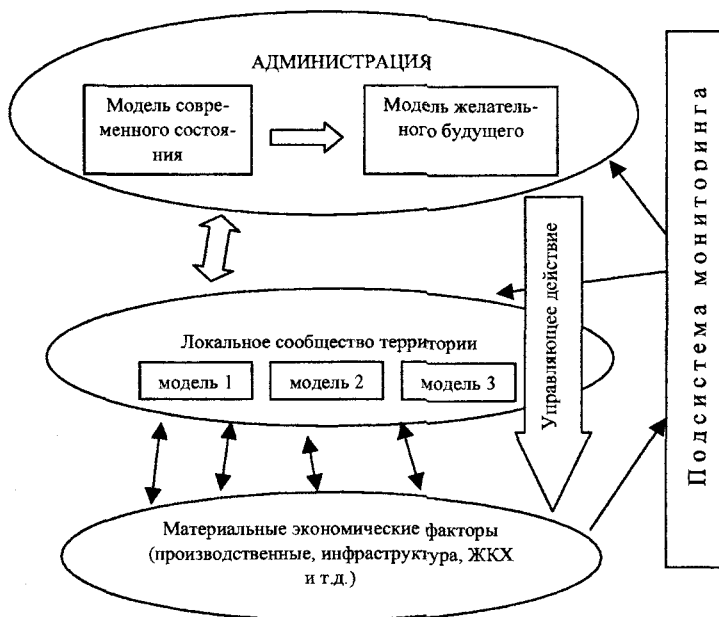 АДМИНИСТРАЦИЯ
Модель совре-
менного состоя-
ния
Модель желатель-
ного будущего
Управляющее действие
Подсистема мониторинга
Локальное сообщество территории
модель 1
модель 2
модель 3
Материальные экономические факторы
(производственные, инфраструктура, ЖКХ
и т.д.)